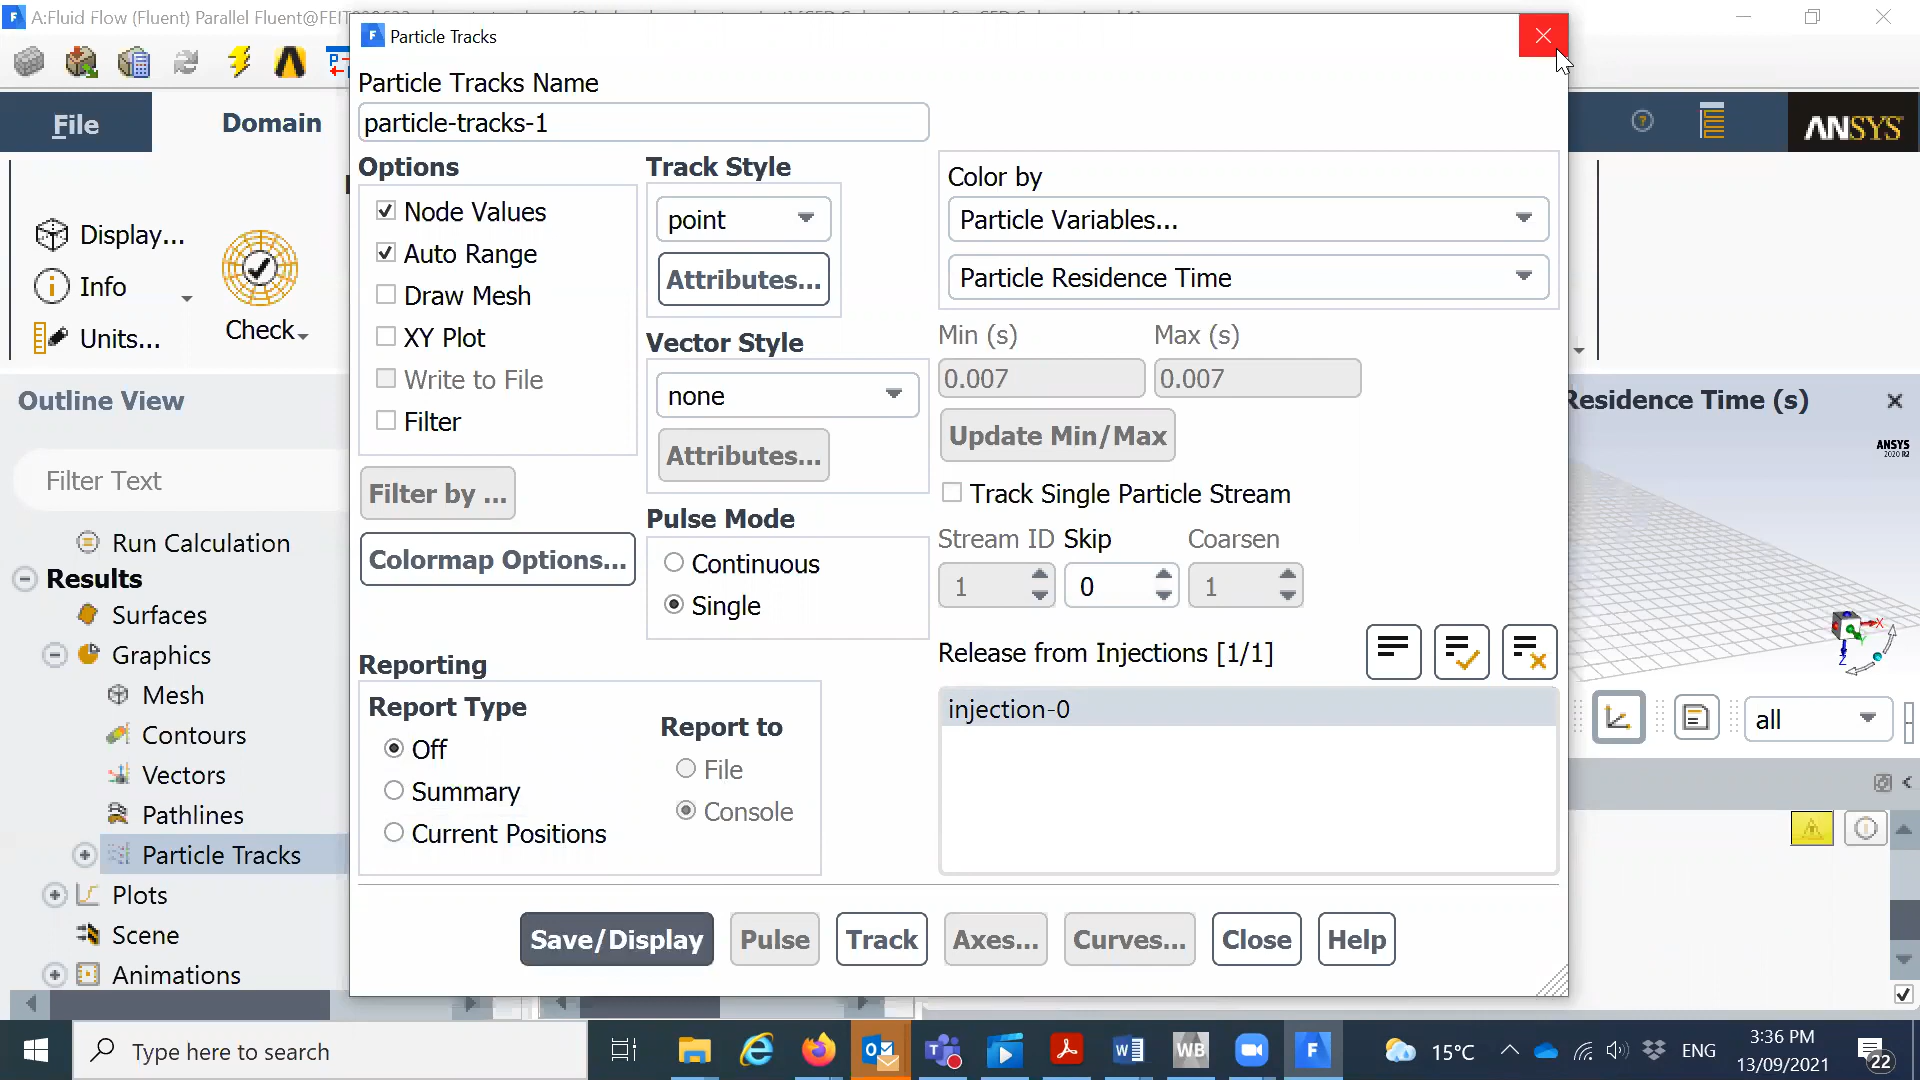 A:Fluid Flow (Fluent) Parallel Fluent@FEIT
Particle Tracks
Particle Tracks Name
particle-tracks-1
File
Domain
ANSYS
Options
Node Values
Auto Range
Draw Mesh
XY Plot
Write to File
Filter
Filter by ...
Colormap Options...
Track Style
point
Attributes...
Vector Style
none
Attributes...
Pulse Mode
Continuous
Single
Color by
Particle Variables...
Particle Residence Time
Min (s)
Max (s)
0.007
0.007
Update Min/Max
Track Single Particle Stream
Stream ID
Skip
Coarsen
1
0
1
Release from Injections [1/1]
injection-0
Reporting
Report Type
Off
Summary
Current Positions
Report to
File
Console
Save/Display
Pulse
Track
Axes...
Curves...
Close
Help
Display...
Info
Units...
Check
Outline View
Filter Text
Run Calculation
Results
Surfaces
Graphics
Mesh
Contours
Vectors
Pathlines
Particle Tracks
Plots
Scene
Animations
Residence Time (s)
ANSYS
2020 R2
X
Z
all
Type here to search
WB
15°C
ENG
3:36 PM
13/09/2021
22